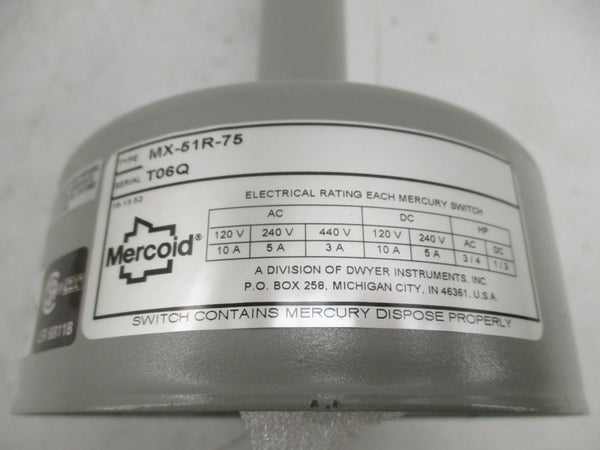 TYPE MX-51R-75
SERIAL T06Q
Mercoid®
ELECTRICAL RATING EACH MERCURY SWITCH
AC DC HP
120 V 240 V 440 V 120 V 240 V AC DC
10 A 5 A 3 A 10 A 5 A 3/4 1/3
A DIVISION OF DWYER INSTRUMENTS, INC.
P.O. BOX 258, MICHIGAN CITY, IN 46361, U.S.A.
SWITCH CONTAINS MERCURY DISPOSE PROPERLY
LR 68118